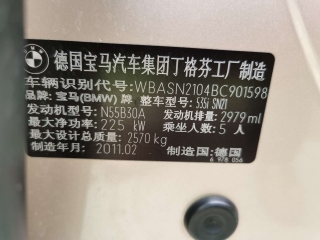 德国宝马汽车集团丁格芬工厂制造
车辆识别代号: WBASN2104BC901598
品牌: 宝马(BMW) 牌 整车型号: 535i SN21
发动机型号: N55B30A 发动机排量: 2979 ml
最大净功率: 225 kW 乘坐人数: 5 人
最大设计总质量: 2570 kg
制造年月: 2011.02 制造国: 德国
6 978 056